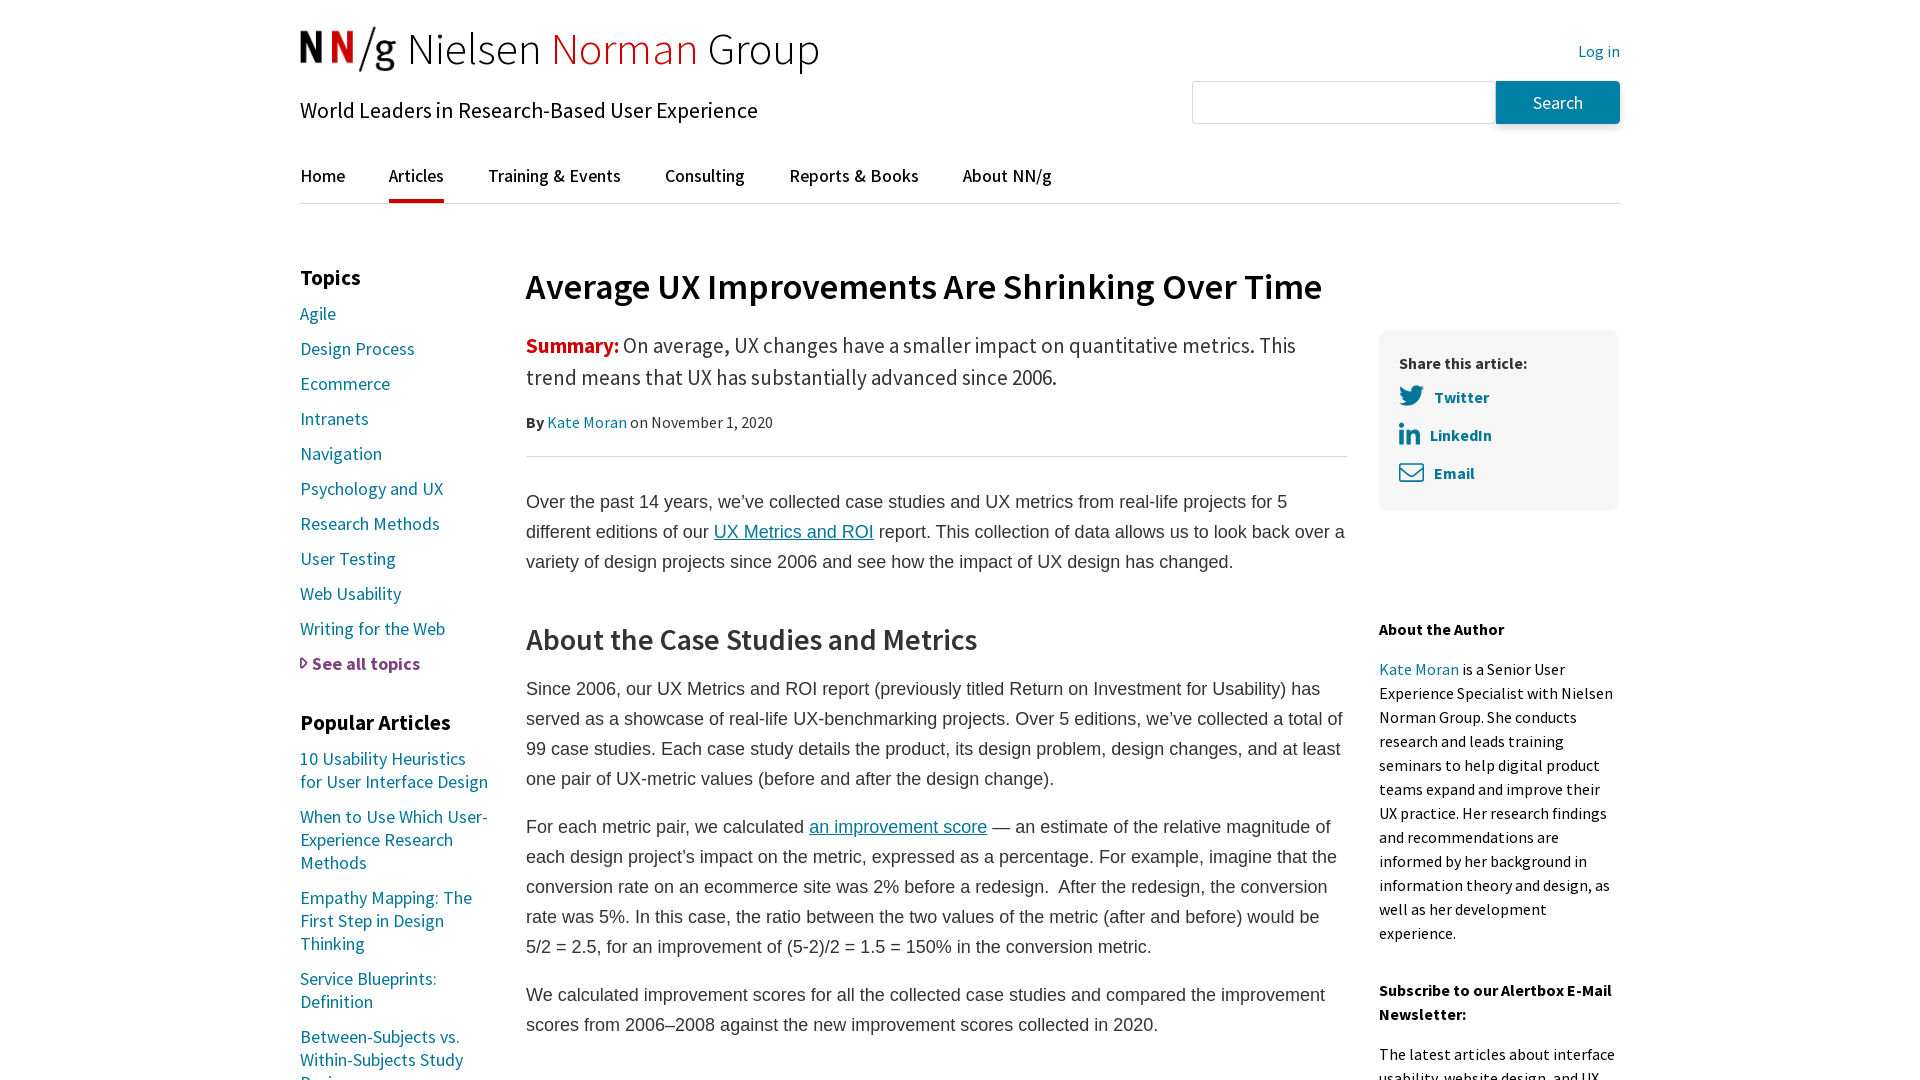 NN/g Nielsen Norman Group
Log in
Search
World Leaders in Research-Based User Experience
Home Articles Training & Events Consulting Reports & Books About NN/g
Topics
Agile
Design Process
Ecommerce
Intranets
Navigation
Psychology and UX
Research Methods
User Testing
Web Usability
Writing for the Web
See all topics
Popular Articles
10 Usability Heuristics
for User Interface Design
When to Use Which User-
Experience Research
Methods
Empathy Mapping: The
First Step in Design
Thinking
Service Blueprints:
Definition
Between-Subjects vs.
Within-Subjects Study
Average UX Improvements Are Shrinking Over Time
Summary: On average, UX changes have a smaller impact on quantitative metrics. This
trend means that UX has substantially advanced since 2006.
By Kate Moran on November 1, 2020
Over the past 14 years, we’ve collected case studies and UX metrics from real-life projects for 5
different editions of our UX Metrics and ROI report. This collection of data allows us to look back over a
variety of design projects since 2006 and see how the impact of UX design has changed.
About the Case Studies and Metrics
Since 2006, our UX Metrics and ROI report (previously titled Return on Investment for Usability) has
served as a showcase of real-life UX-benchmarking projects. Over 5 editions, we’ve collected a total of
99 case studies. Each case study details the product, its design problem, design changes, and at least
one pair of UX-metric values (before and after the design change).
For each metric pair, we calculated an improvement score — an estimate of the relative magnitude of
each design project’s impact on the metric, expressed as a percentage. For example, imagine that the
conversion rate on an ecommerce site was 2% before a redesign. After the redesign, the conversion
rate was 5%. In this case, the ratio between the two values of the metric (after and before) would be
5/2 = 2.5, for an improvement of (5-2)/2 = 1.5 = 150% in the conversion metric.
We calculated improvement scores for all the collected case studies and compared the improvement
scores from 2006–2008 against the new improvement scores collected in 2020.
Share this article:
Twitter
LinkedIn
Email
About the Author
Kate Moran is a Senior User
Experience Specialist with Nielsen
Norman Group. She conducts
research and leads training
seminars to help digital product
teams expand and improve their
UX practice. Her research findings
and recommendations are
informed by her background in
information theory and design, as
well as her development
experience.
Subscribe to our Alertbox E-Mail
Newsletter:
The latest articles about interface
usability, website design, and UX